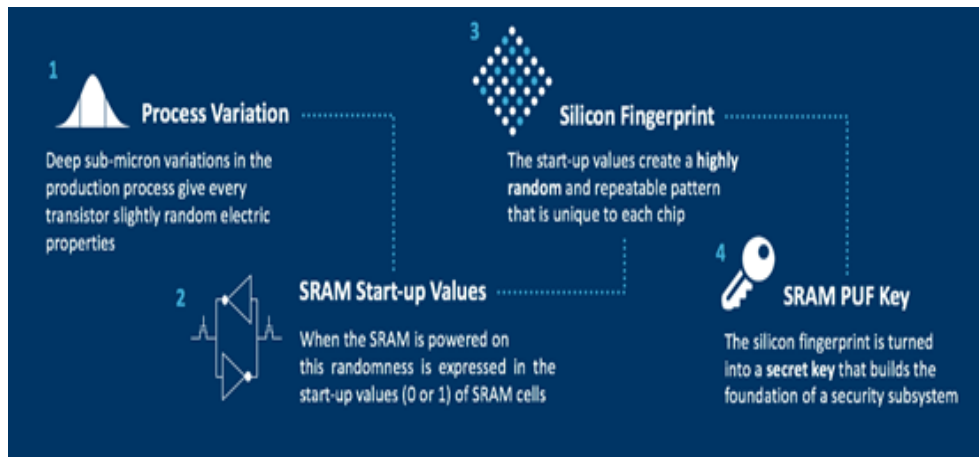 1
Process Variation
Deep sub-micron variations in the
production process give every
transistor slightly random electric
properties
2
SRAM Start-up Values
When the SRAM is powered on
this randomness is expressed in the
start-up values (0 or 1) of SRAM cells
3
Silicon Fingerprint
The start-up values create a highly
random and repeatable pattern
that is unique to each chip
4
SRAM PUF Key
The silicon fingerprint is turned
into a secret key that builds the
foundation of a security subsystem